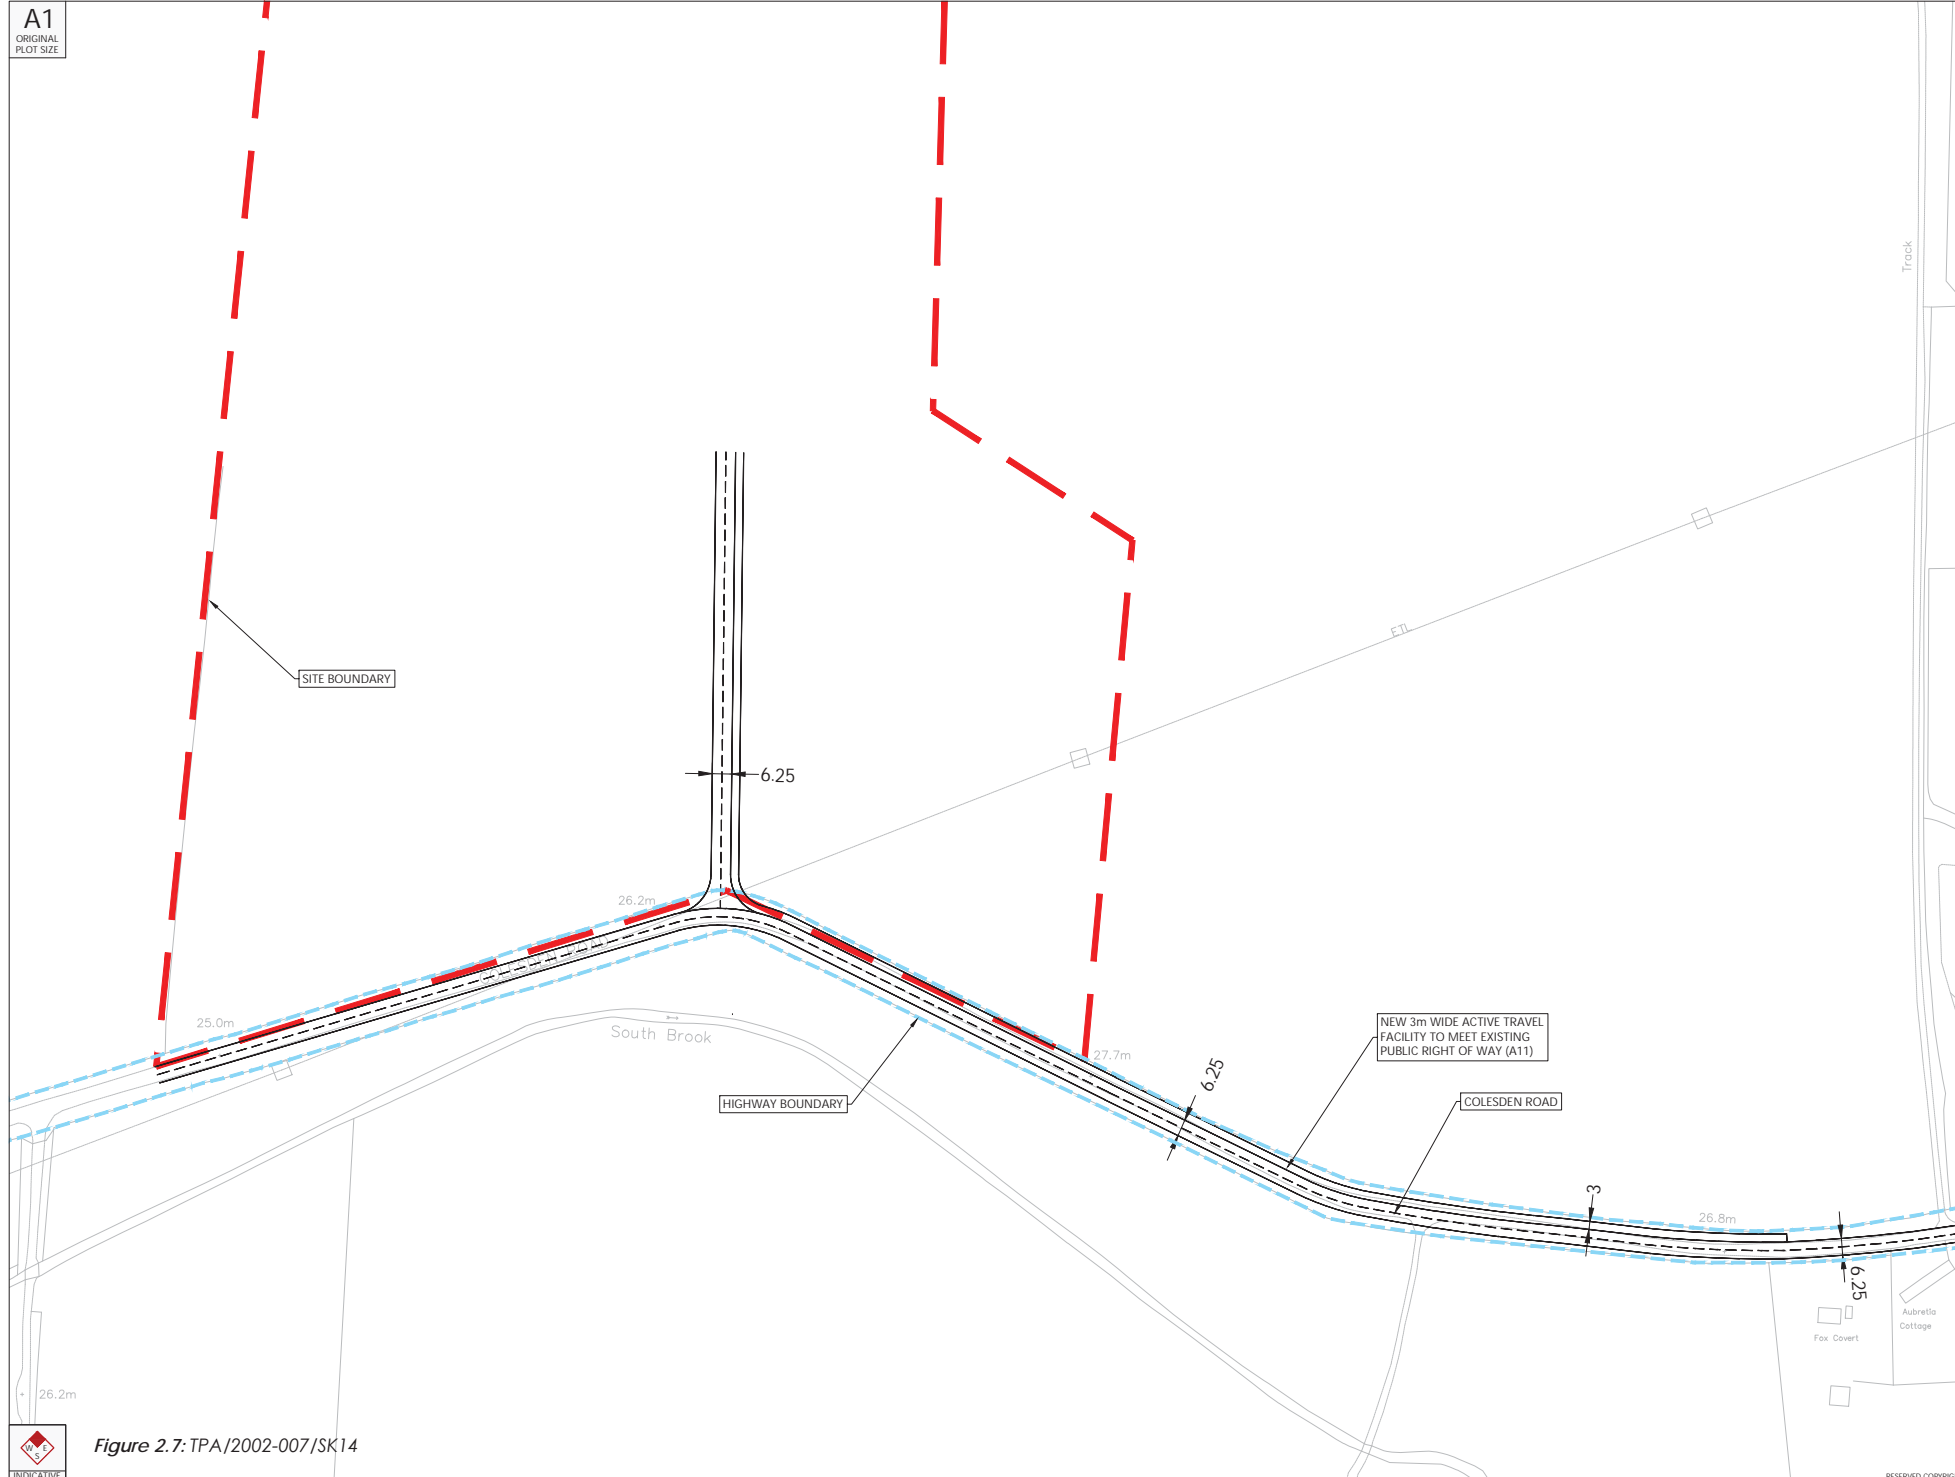 A1
ORIGINAL
PLOT SIZE
Track
ETL
SITE BOUNDARY
6.25
26.2m
25.0m
South Brook
27.7m
NEW 3m WIDE ACTIVE TRAVEL
FACILITY TO MEET EXISTING
PUBLIC RIGHT OF WAY (A11)
6.25
HIGHWAY BOUNDARY
COLESDEN ROAD
3
26.8m
6.25
Aubretia
Cottage
Fox Covert
26.2m
W E
S
INDICATIVE
Figure 2.7: TPA/2002-007/SK14